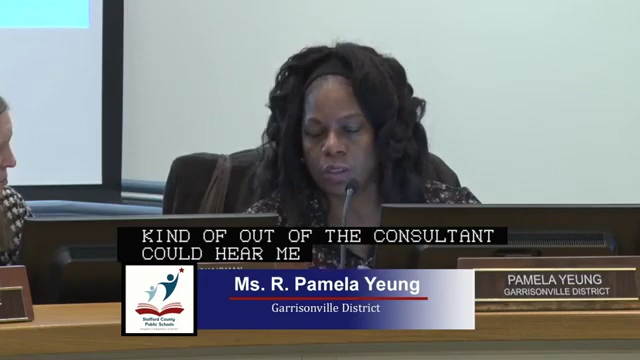 KIND OF OUT OF THE CONSULTANT
COULD HEAR ME
Ms. R. Pamela Yeung
Garrisonville District
Stafford County
Public Schools
PAMELA YEUNG
GARRISONVILLE DISTRICT